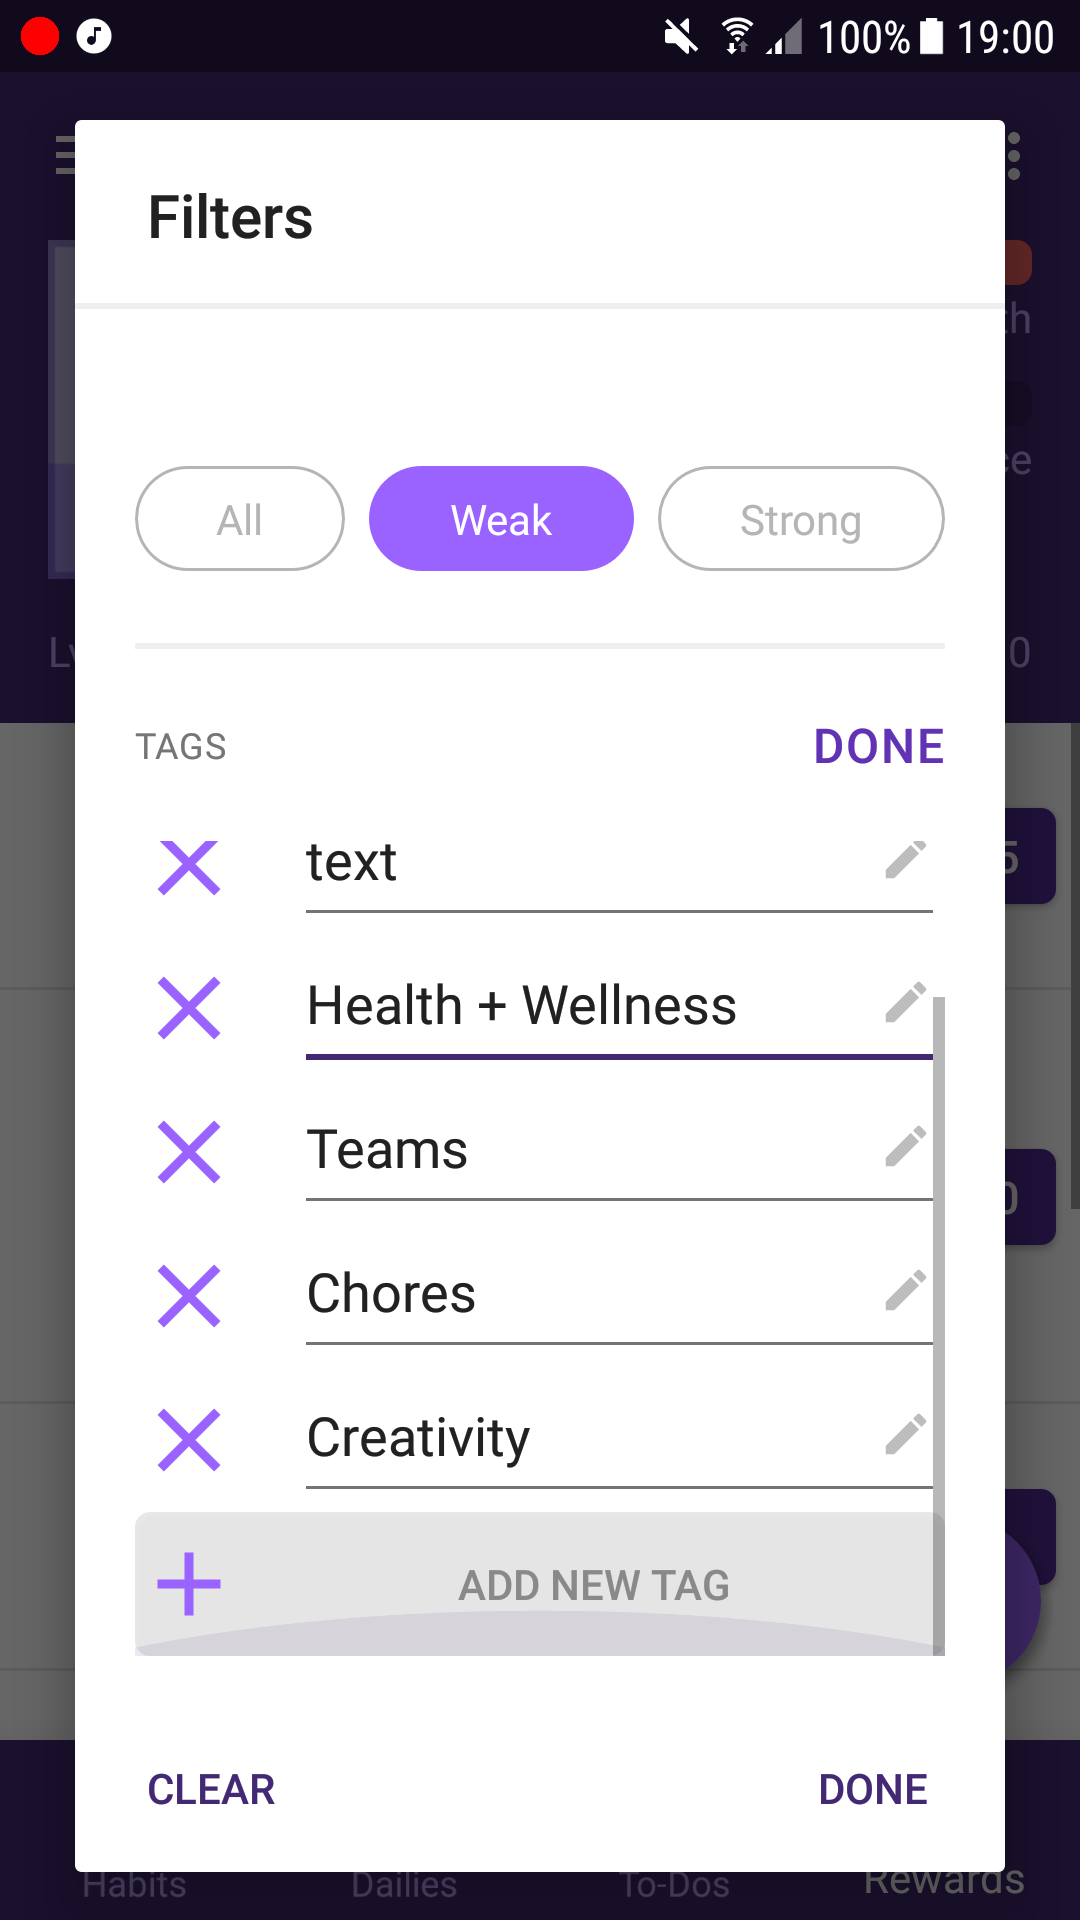 100% 19:00
Filters
All Weak Strong
TAGS DONE
text
Health + Wellness
Teams
Chores
Creativity
ADD NEW TAG
CLEAR DONE
Habits Dailies To-Dos Rewards